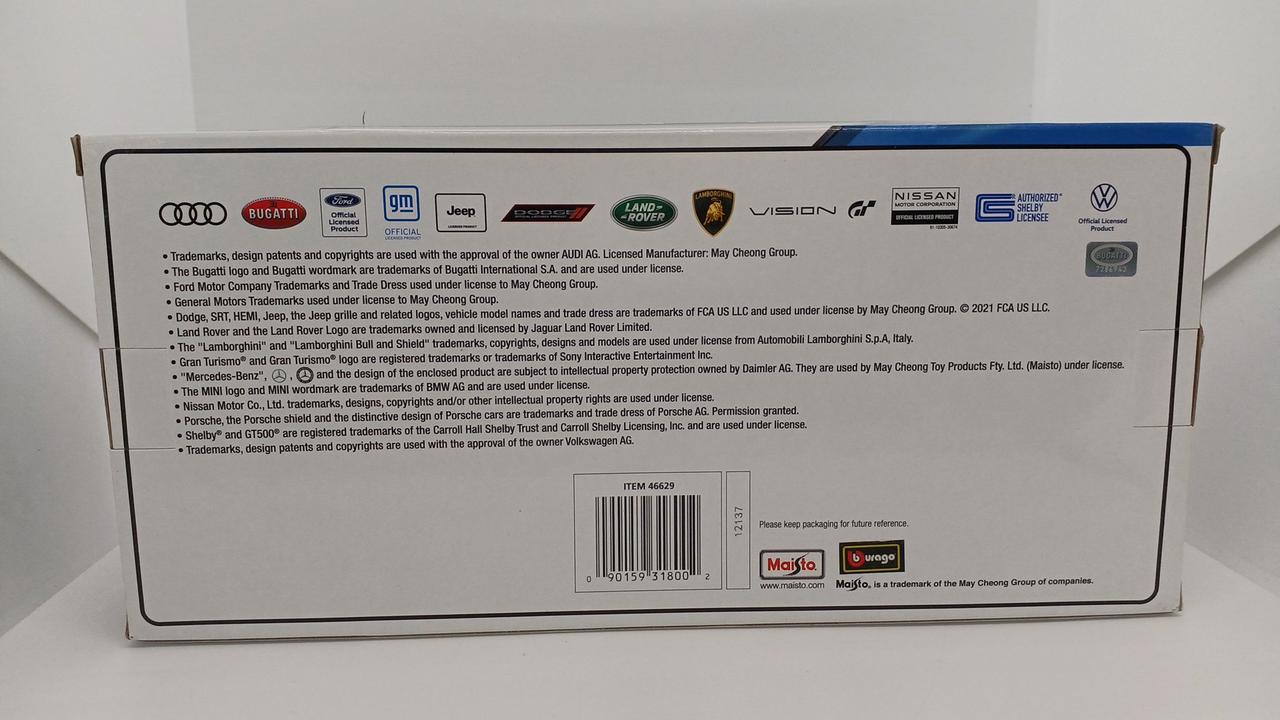 BUGATTI
Ford
Official
Licensed
Product
gm
OFFICIAL
LICENSED PRODUCT
Jeep
LICENSED PRODUCT
DODGE
OFFICIAL LICENSED PRODUCT
LAND-
-ROVER
LAMBORGHINI
VISION GT
NISSAN
MOTOR CORPORATION
OFFICIAL LICENSED PRODUCT
AUTHORIZED
SHELBY
LICENSEE
Official Licensed
Product
BUGATTI
• Trademarks, design patents and copyrights are used with the approval of the owner AUDI AG. Licensed Manufacturer: May Cheong Group.
• The Bugatti logo and Bugatti wordmark are trademarks of Bugatti International S.A. and are used under license.
• Ford Motor Company Trademarks and Trade Dress used under license to May Cheong Group.
• General Motors Trademarks used under license to May Cheong Group.
• Dodge, SRT, HEMI, Jeep, the Jeep grille and related logos, vehicle model names and trade dress are trademarks of FCA US LLC and used under license by May Cheong Group. © 2021 FCA US LLC.
• Land Rover and the Land Rover Logo are trademarks owned and licensed by Jaguar Land Rover Limited.
• The "Lamborghini" and "Lamborghini Bull and Shield" trademarks, copyrights, designs and models are used under license from Automobili Lamborghini S.p.A, Italy.
• Gran Turismo® and Gran Turismo® logo are registered trademarks or trademarks of Sony Interactive Entertainment Inc.
• "Mercedes-Benz", , and the design of the enclosed product are subject to intellectual property protection owned by Daimler AG. They are used by May Cheong Toy Products Fty. Ltd. (Maisto) under license.
• The MINI logo and MINI wordmark are trademarks of BMW AG and are used under license.
• Nissan Motor Co., Ltd. trademarks, designs, copyrights and/or other intellectual property rights are used under license.
• Porsche, the Porsche shield and the distinctive design of Porsche cars are trademarks and trade dress of Porsche AG. Permission granted.
• Shelby® and GT500® are registered trademarks of the Carroll Hall Shelby Trust and Carroll Shelby Licensing, Inc. and are used under license.
• Trademarks, design patents and copyrights are used with the approval of the owner Volkswagen AG.
ITEM 46629
0 90159 31800 2
12137
Please keep packaging for future reference.
Maisto
burago
www.maisto.com
Maisto® is a trademark of the May Cheong Group of companies.